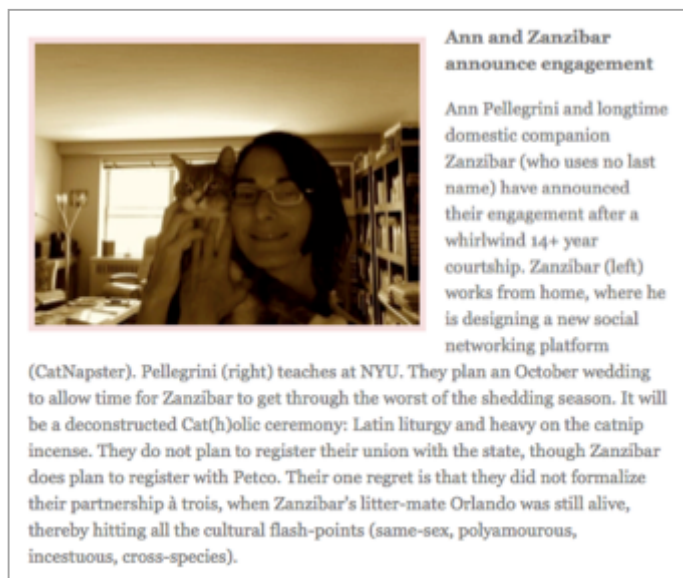 Ann and Zanzibar
announce engagement
Ann Pellegrini and longtime
domestic companion
Zanzibar (who uses no last
name) have announced
their engagement after a
whirlwind 14+ year
courtship. Zanzibar (left)
works from home, where he
is designing a new social
networking platform
(CatNapster). Pellegrini (right) teaches at NYU. They plan an October wedding
to allow time for Zanzibar to get through the worst of the shedding season. It will
be a deconstructed Cat(h)olic ceremony: Latin liturgy and heavy on the catnip
incense. They do not plan to register their union with the state, though Zanzibar
does plan to register with Petco. Their one regret is that they did not formalize
their partnership à trois, when Zanzibar's litter-mate Orlando was still alive,
thereby hitting all the cultural flash-points (same-sex, polyamourous,
incestuous, cross-species).